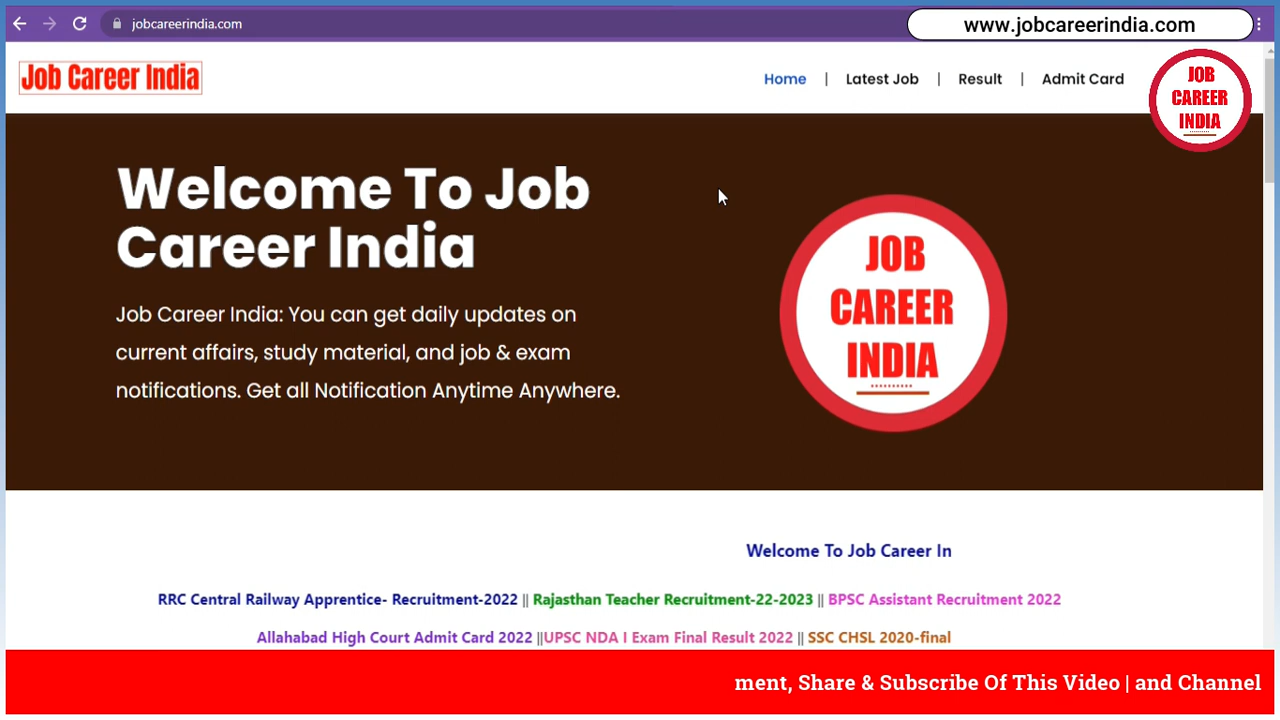 jobcareerindia.com
www.jobcareerindia.com
Job Career India
Home | Latest Job | Result | Admit Card
JOB
CAREER
INDIA
Welcome To Job
Career India
Job Career India: You can get daily updates on
current affairs, study material, and job & exam
notifications. Get all Notification Anytime Anywhere.
JOB
CAREER
INDIA
Welcome To Job Career In
RRC Central Railway Apprentice- Recruitment-2022 || Rajasthan Teacher Recruitment-22-2023 || BPSC Assistant Recruitment 2022
Allahabad High Court Admit Card 2022 ||UPSC NDA I Exam Final Result 2022 || SSC CHSL 2020-final
ment, Share & Subscribe Of This Video | and Channel